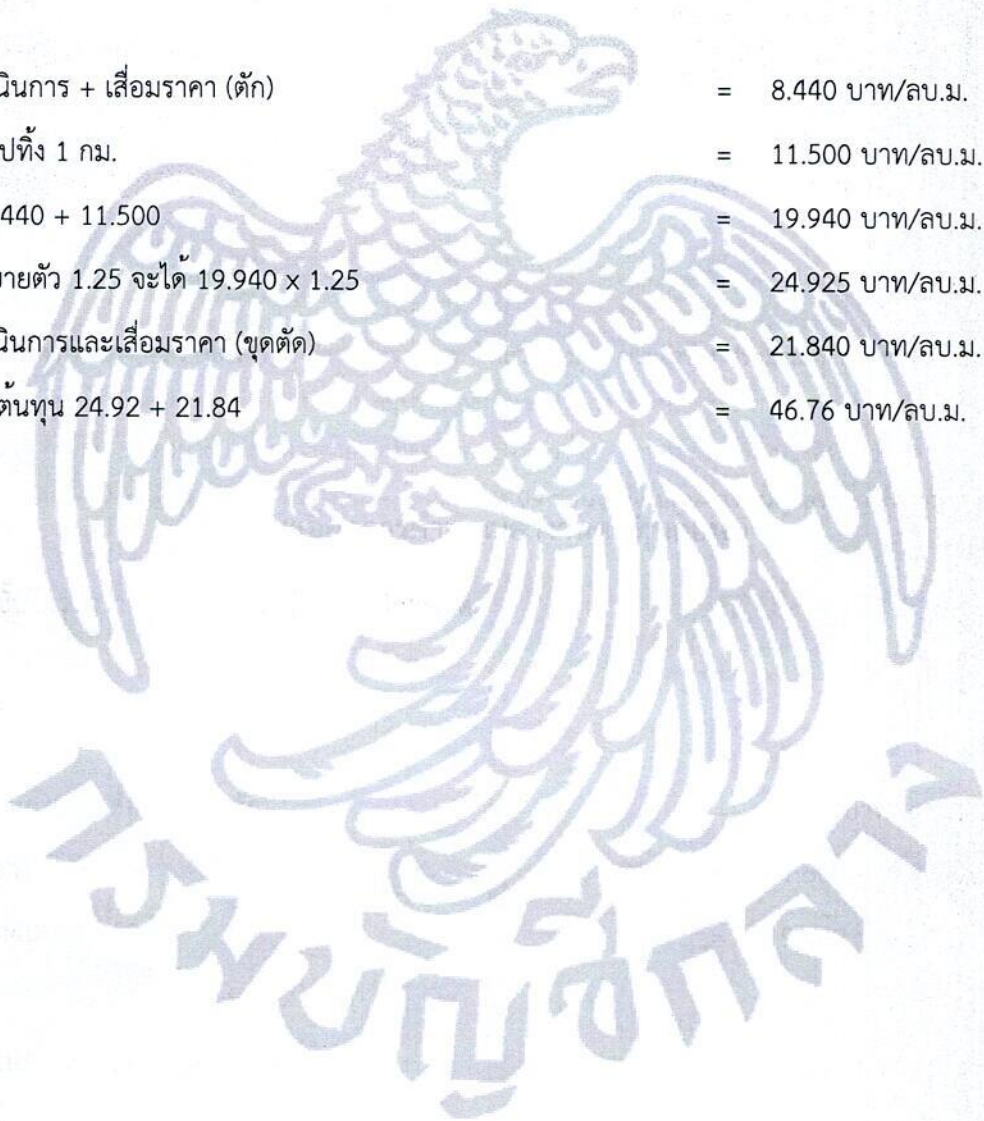 นินการ + เสื่อมราคา (ตัก) = 8.440 บาท/ลบ.ม.
ปทิ้ง 1 กม. = 11.500 บาท/ลบ.ม.
440 + 11.500 = 19.940 บาท/ลบ.ม.
ายตัว 1.25 จะได้ 19.940 x 1.25 = 24.925 บาท/ลบ.ม.
นินการและเสื่อมราคา (ขุดตัด) = 21.840 บาท/ลบ.ม.
ต้นทุน 24.92 + 21.84 = 46.76 บาท/ลบ.ม.
กรมบัญชีกลาง